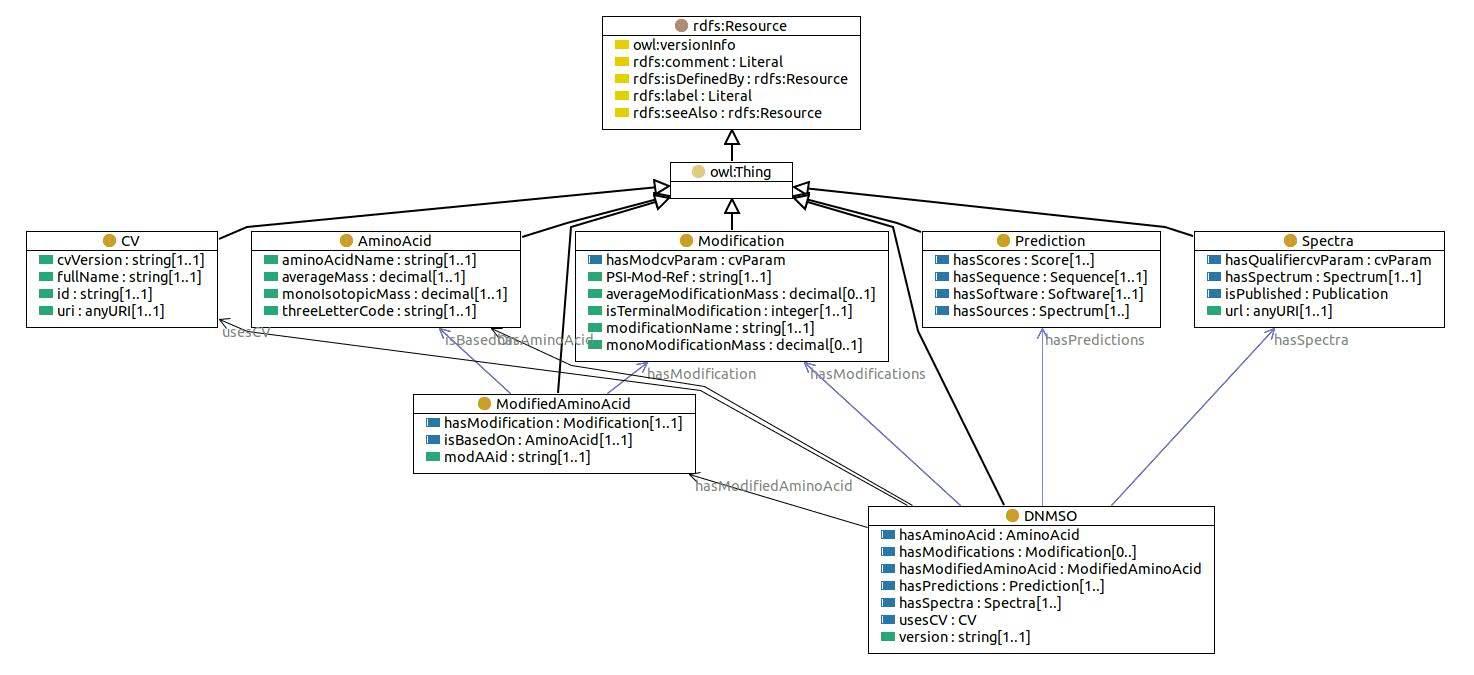 rdfs:Resource
owl:versionInfo
rdfs:comment : Literal
rdfs:isDefinedBy : rdfs:Resource
rdfs:label : Literal
rdfs:seeAlso : rdfs:Resource
owl:Thing
CV
cvVersion : string[1..1]
fullName : string[1..1]
id : string[1..1]
uri : anyURI[1..1]
AminoAcid
aminoAcidName : string[1..1]
averageMass : decimal[1..1]
monoIsotopicMass : decimal[1..1]
threeLetterCode : string[1..1]
Modification
hasModcvParam : cvParam
PSI-Mod-Ref : string[1..1]
averageModificationMass : decimal[0..1]
isTerminalModification : integer[1..1]
modificationName : string[1..1]
monoModificationMass : decimal[0..1]
Prediction
hasScores : Score[1..]
hasSequence : Sequence[1..1]
hasSoftware : Software[1..1]
hasSources : Spectrum[1..]
Spectra
hasQualifiercvParam : cvParam
hasSpectrum : Spectrum[1..1]
isPublished : Publication
url : anyURI[1..1]
usesCV
isBasedOn
hasAminoAcid
hasPredictions
hasSpectra
hasModification
hasModifications
ModifiedAminoAcid
hasModification : Modification[1..1]
isBasedOn : AminoAcid[1..1]
modAAid : string[1..1]
hasModifiedAminoAcid
DNMSO
hasAminoAcid : AminoAcid
hasModifications : Modification[0..]
hasModifiedAminoAcid : ModifiedAminoAcid
hasPredictions : Prediction[1..]
hasSpectra : Spectra[1..]
usesCV : CV
version : string[1..1]